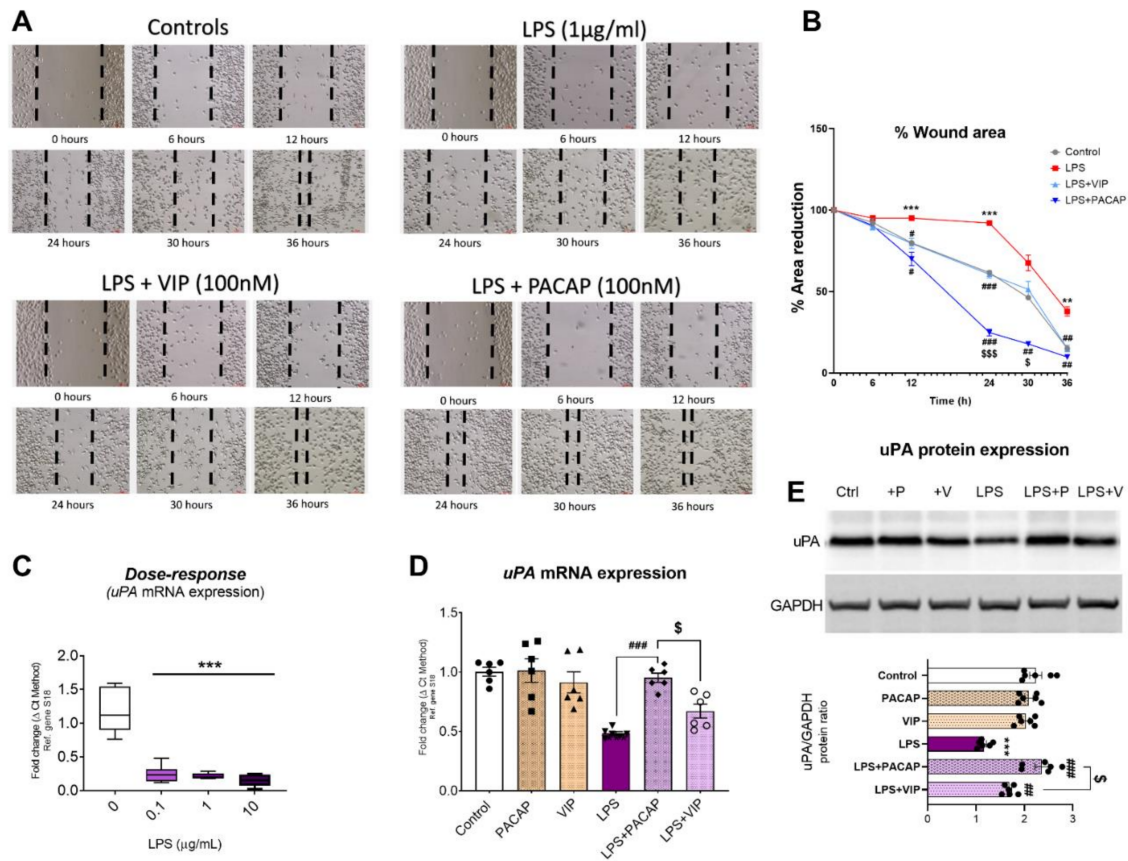 A
Controls
0 hours
6 hours
12 hours
24 hours
30 hours
36 hours
LPS (1µg/ml)
0 hours
6 hours
12 hours
24 hours
30 hours
36 hours
LPS + VIP (100nM)
0 hours
6 hours
12 hours
24 hours
30 hours
36 hours
LPS + PACAP (100nM)
0 hours
6 hours
12 hours
24 hours
30 hours
36 hours
B
% Wound area
% Area reduction
150
100
50
0
0
6
12
24
30
36
Time (h)
Control
LPS
LPS+VIP
LPS+PACAP
***
***
**
#
#
###
###
$$$
##
$
##
##
C
Dose-response
(uPA mRNA expression)
Fold change (Δ Ct Method)
Ref. gene S18
2.0
1.5
1.0
0.5
0.0
***
0
0.1
1
10
LPS (µg/mL)
D
uPA mRNA expression
Fold change (Δ Ct Method)
Ref. gene S18
1.5
1.0
0.5
0.0
###
$
Control
PACAP
VIP
LPS
LPS+PACAP
LPS+VIP
uPA protein expression
E
Ctrl +P +V LPS LPS+P LPS+V
uPA
GAPDH
uPA/GAPDH
protein ratio
Control
PACAP
VIP
LPS
LPS+PACAP
LPS+VIP
***
##
$
0
1
2
3